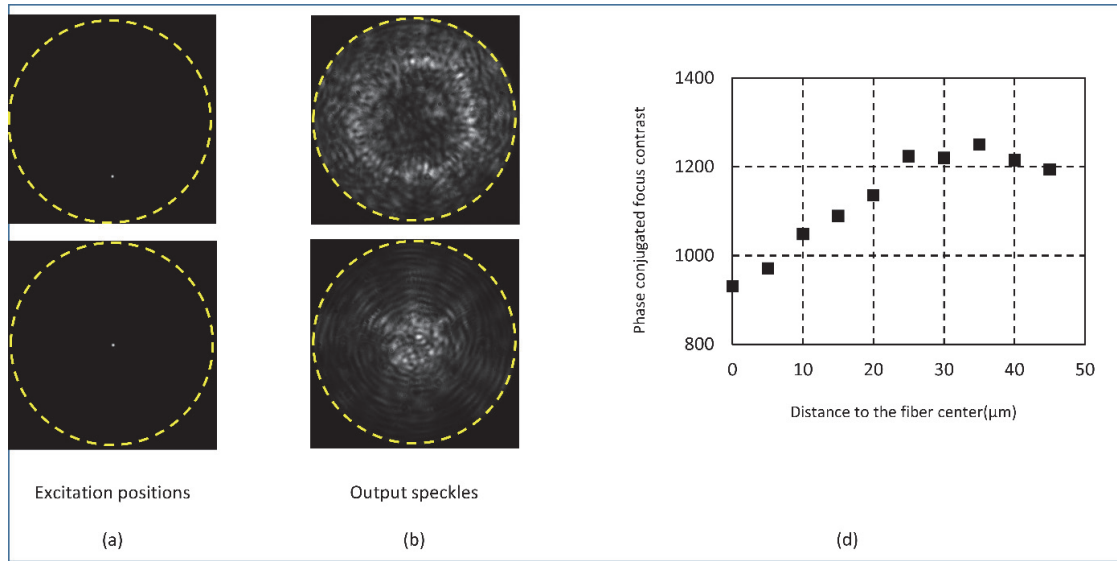 Excitation positions
(a)
Output speckles
(b)
Phase conjugated focus contrast
1400
1200
1000
800
0
10
20
30
40
50
Distance to the fiber center(μm)
(d)